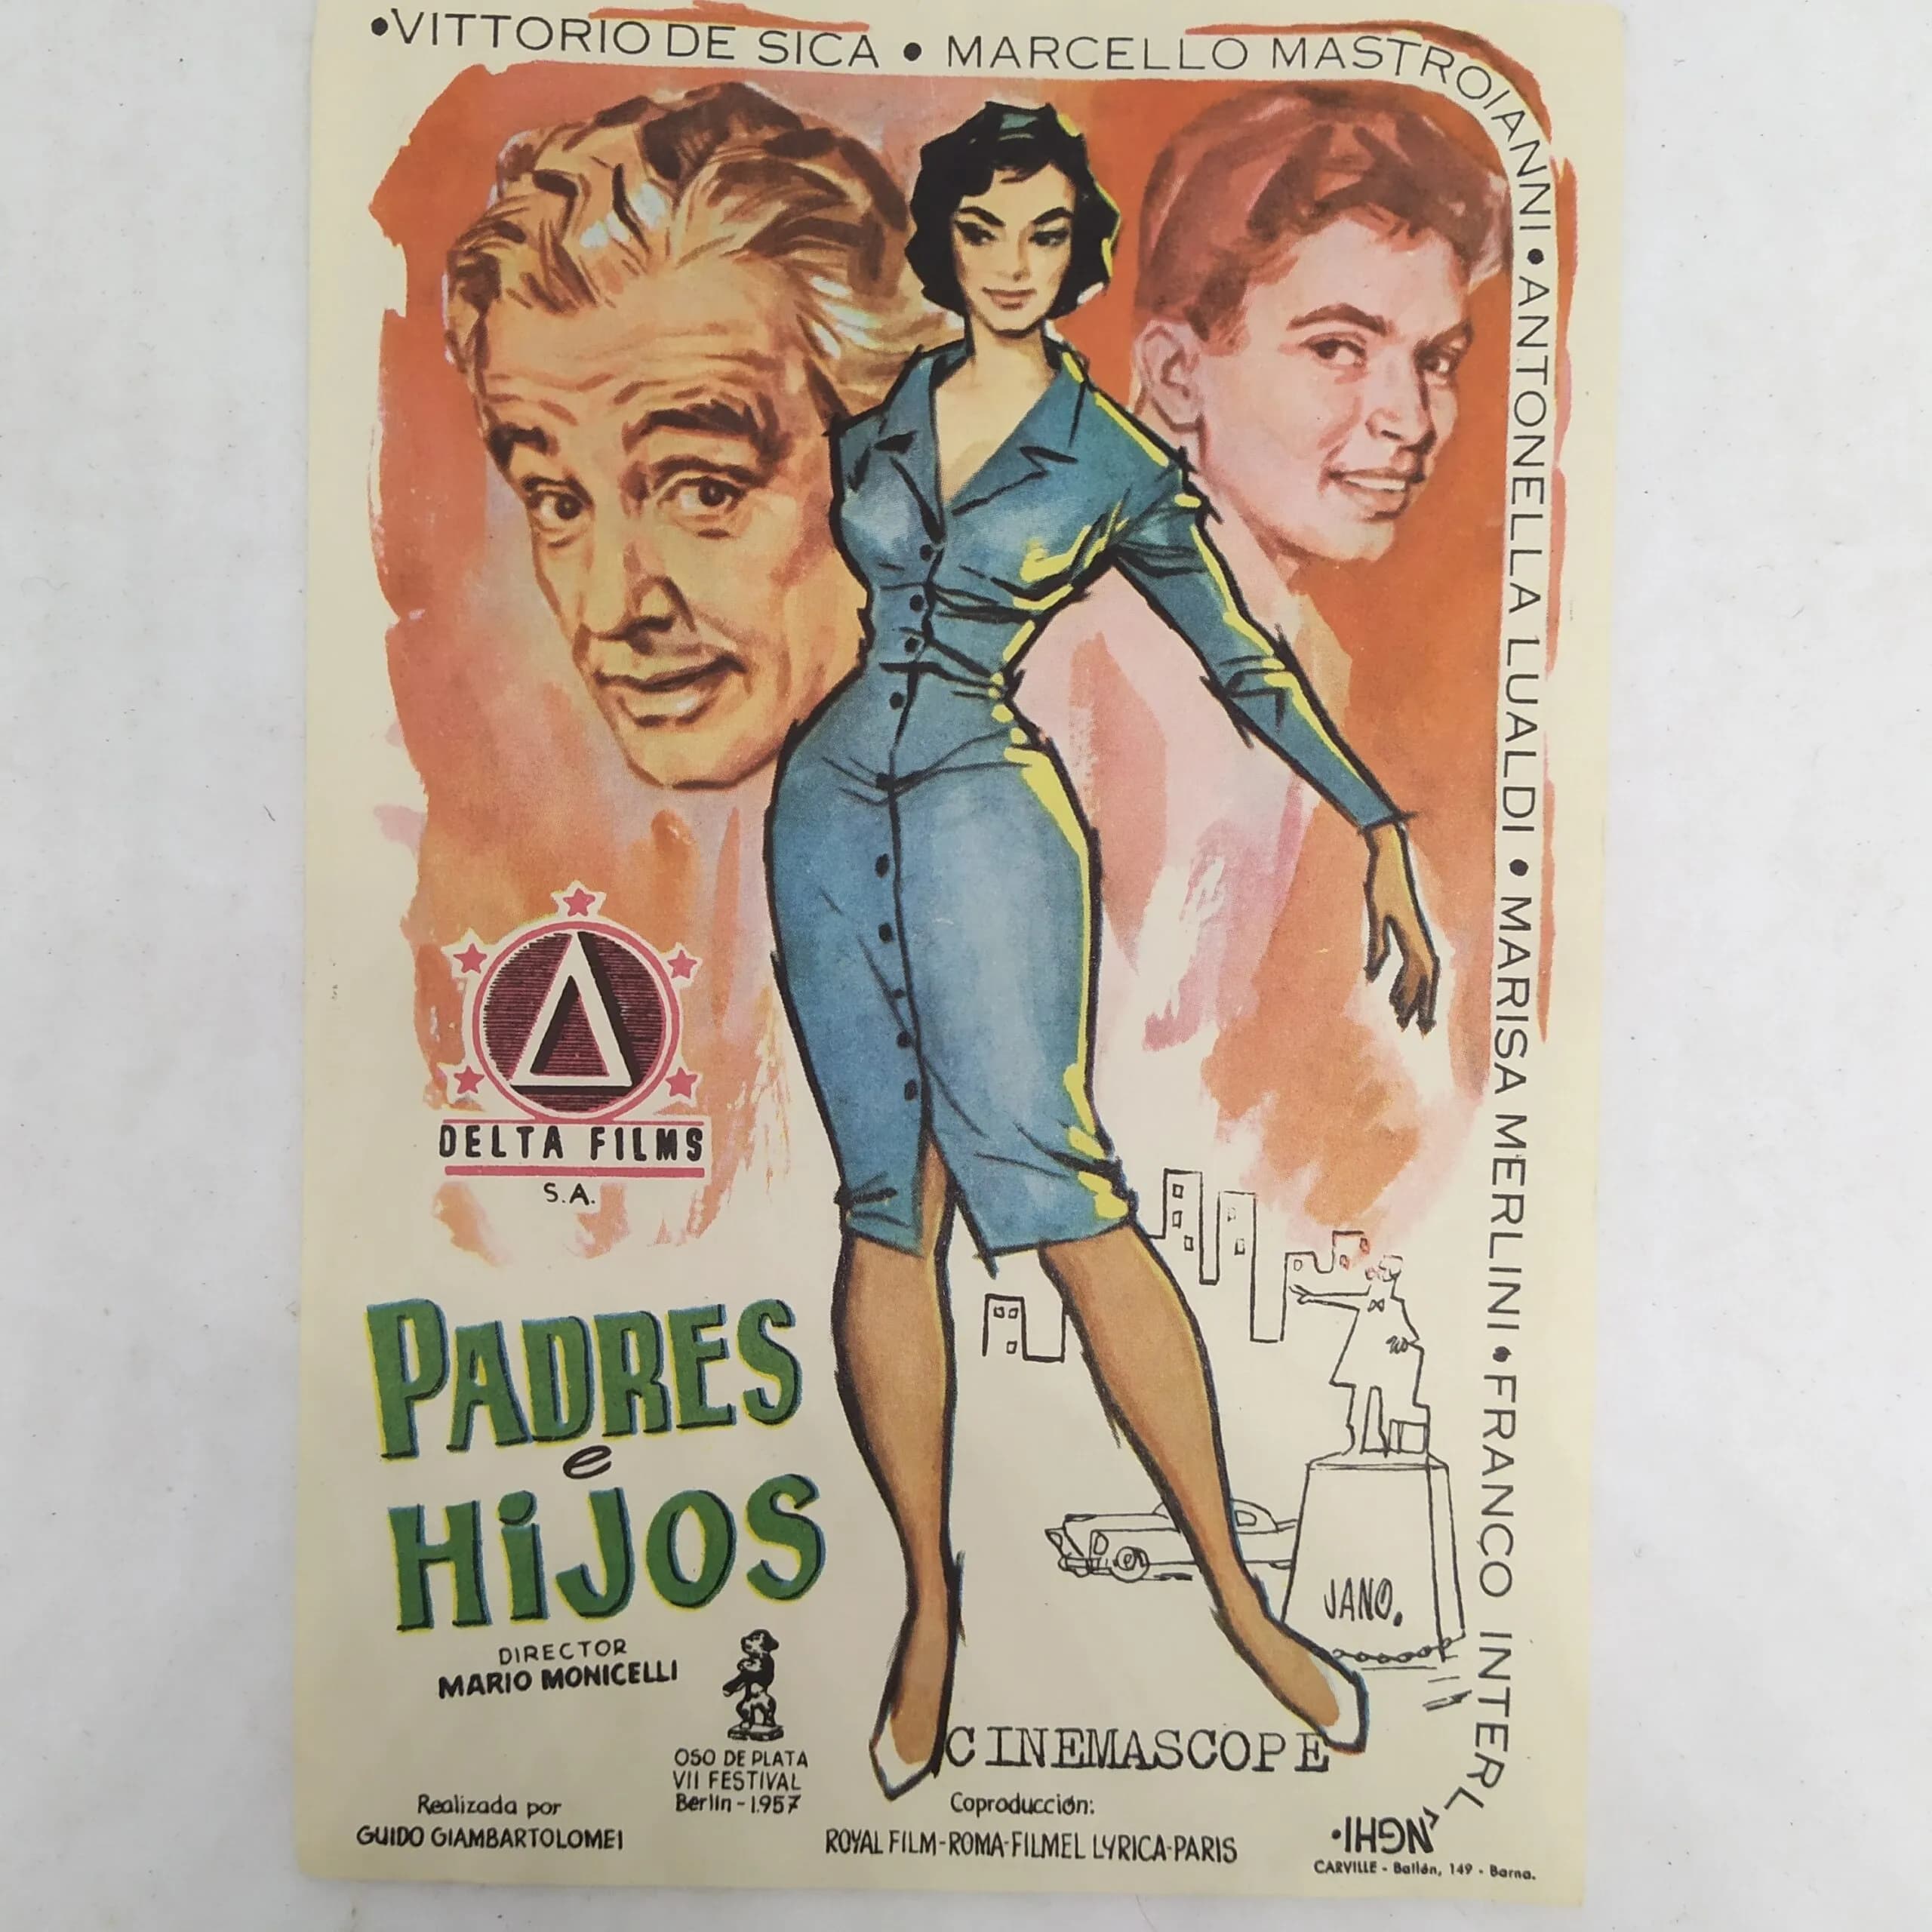 •VITTORIO DE SICA • MARCELLO MASTROIANNI • ANTONELLA LUALDI • MARISA MERLINI • FRANCO INTERLENGHI•
DELTA FILMS
S.A.
PADRES
e
HiJOS
DIRECTOR
MARIO MONICELLI
OSO DE PLATA
VII FESTIVAL
Berlin - 1.957
JANO.
CINEMASCOPE
Realizada por
GUIDO GIAMBARTOLOMEI
Coproducción:
ROYAL FILM-ROMA-FILMEL LYRICA-PARIS
CARVILLE - Bailén, 149 - Barna.